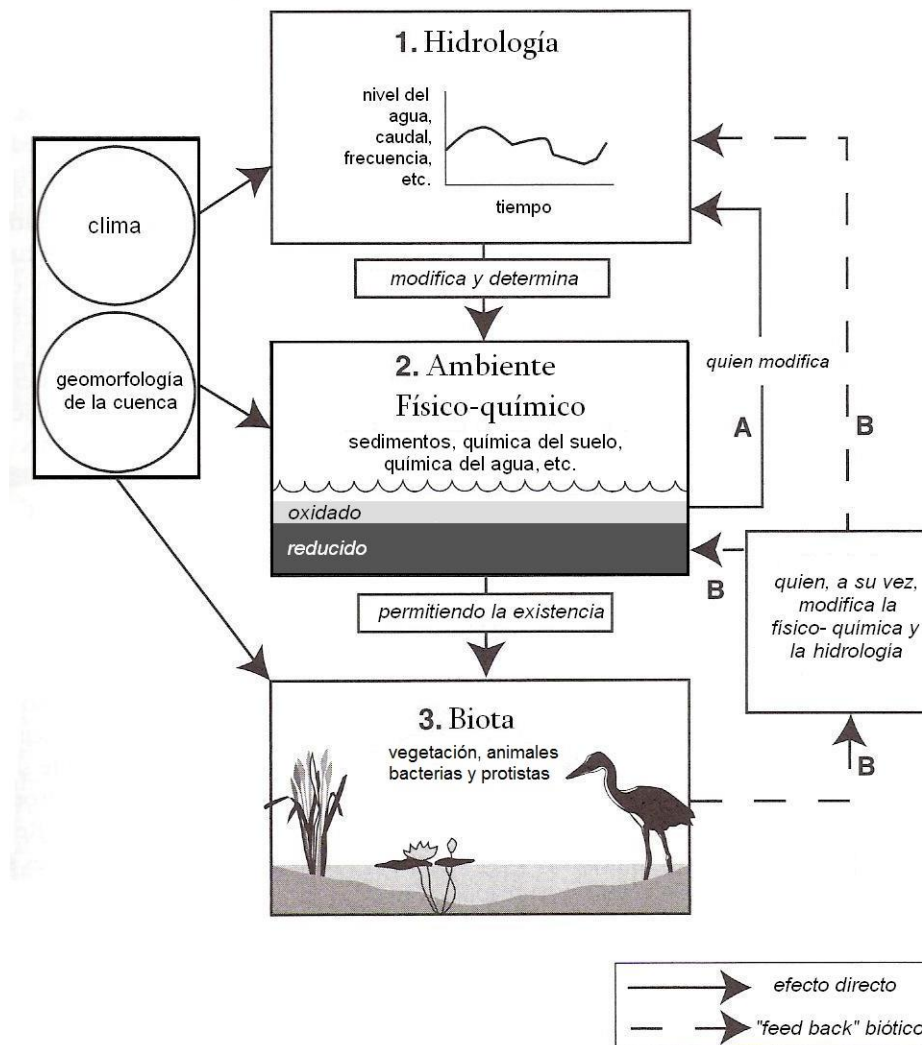 1. Hidrología
nivel del
agua,
caudal,
frecuencia,
etc.
tiempo
clima
geomorfología
de la cuenca
modifica y determina
2. Ambiente
Físico-químico
sedimentos, química del suelo,
química del agua, etc.
oxidado
reducido
quien modifica
A
B
B
quien, a su vez,
modifica la
físico- química y
la hidrología
permitiendo la existencia
3. Biota
vegetación, animales
bacterias y protistas
B
efecto directo
"feed back" biótico